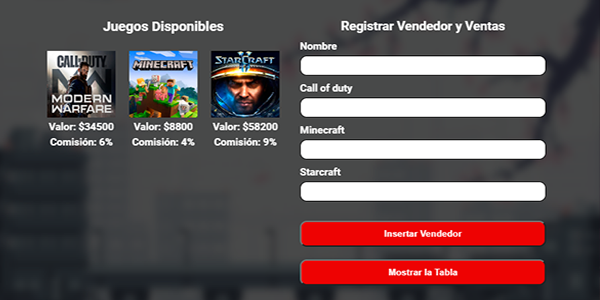 Juegos Disponibles
CALL OF DUTY
MODERN
WARFARE
MINECRAFT
STARCRAFT
Valor: $34500
Valor: $8800
Valor: $58200
Comisión: 6%
Comisión: 4%
Comisión: 9%
Registrar Vendedor y Ventas
Nombre
Call of duty
Minecraft
Starcraft
Insertar Vendedor
Mostrar la Tabla